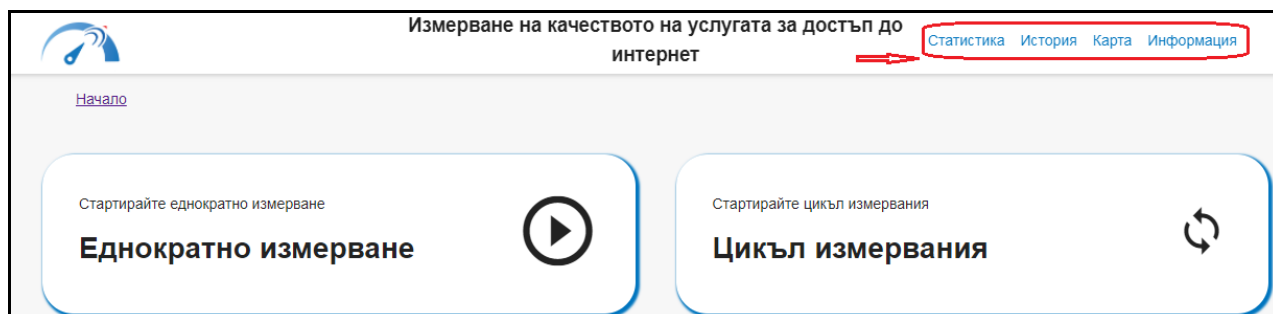 Измерване на качеството на услугата за достъп до
интернет
Статистика История Карта Информация
Начало
Стартирайте еднократно измерване
Еднократно измерване
Стартирайте цикъл измервания
Цикъл измервания